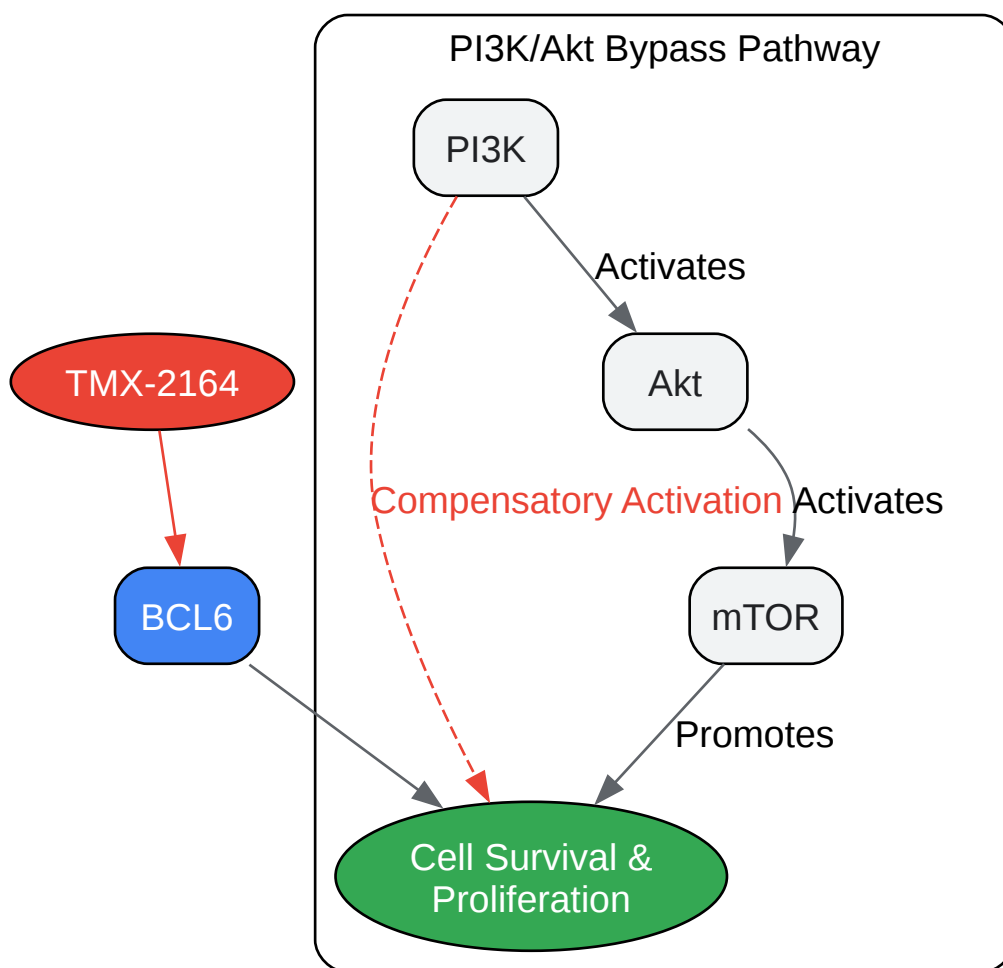 PI3K/Akt Bypass Pathway
PI3K
Activates
TMX-2164
Akt
Compensatory Activation
Activates
BCL6
mTOR
Promotes
Cell Survival &
Proliferation